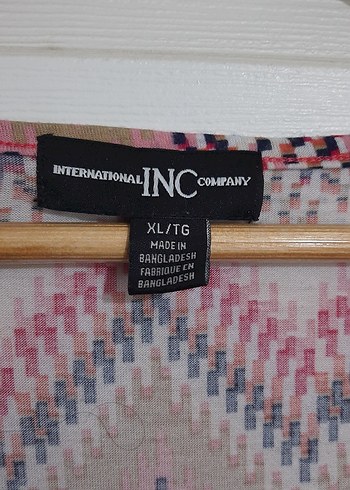 INTERNATIONAL INC COMPANY
XL/TG
MADE IN
BANGLADESH
FABRIQUE EN
BANGLADESH